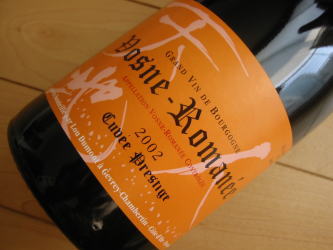 Grand Vin de Bourgogne
Vosne-Romanée
Appellation Vosne-Romanée Contrôlée
2002
Cuvée Prestige
Lou Dumont à Gevrey-Chambertin
天
地
人